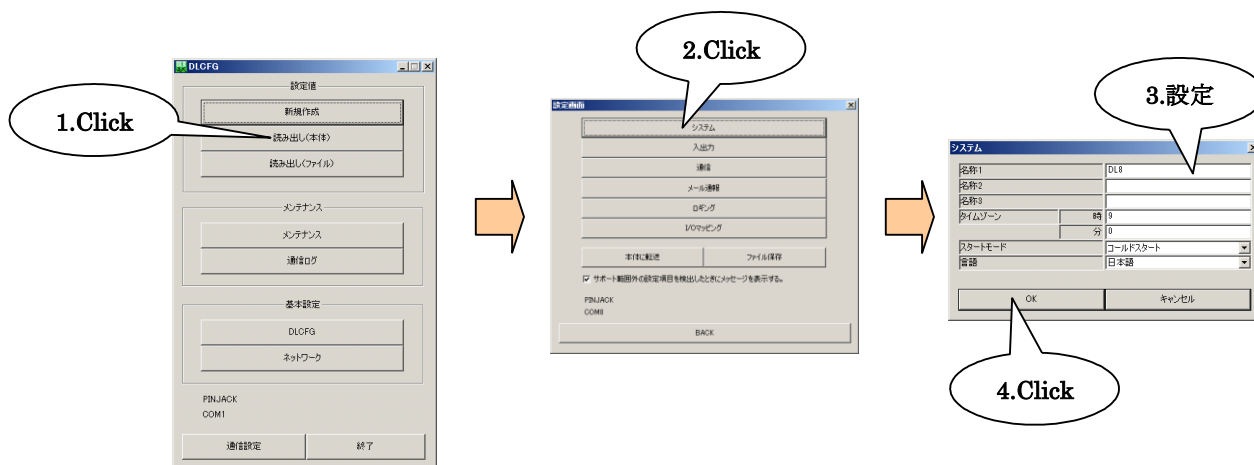 1.Click
DLCFG
設定値
新規作成
読み出し(本体)
読み出し(ファイル)
メンテナンス
メンテナンス
通信ログ
基本設定
DLCFG
ネットワーク
PINJACK
COM1
通信設定
終了
2.Click
設定画面
システム
入出力
通信
メール通報
ロギング
I/Oマッピング
本体に転送
ファイル保存
サポート範囲外の設定項目を検出したときにメッセージを表示する。
PINJACK
COM8
BACK
3.設定
システム
名称1 DL8
名称2
名称3
タイムゾーン 時 9
分 0
スタートモード コールドスタート
言語 日本語
OK キャンセル
4.Click